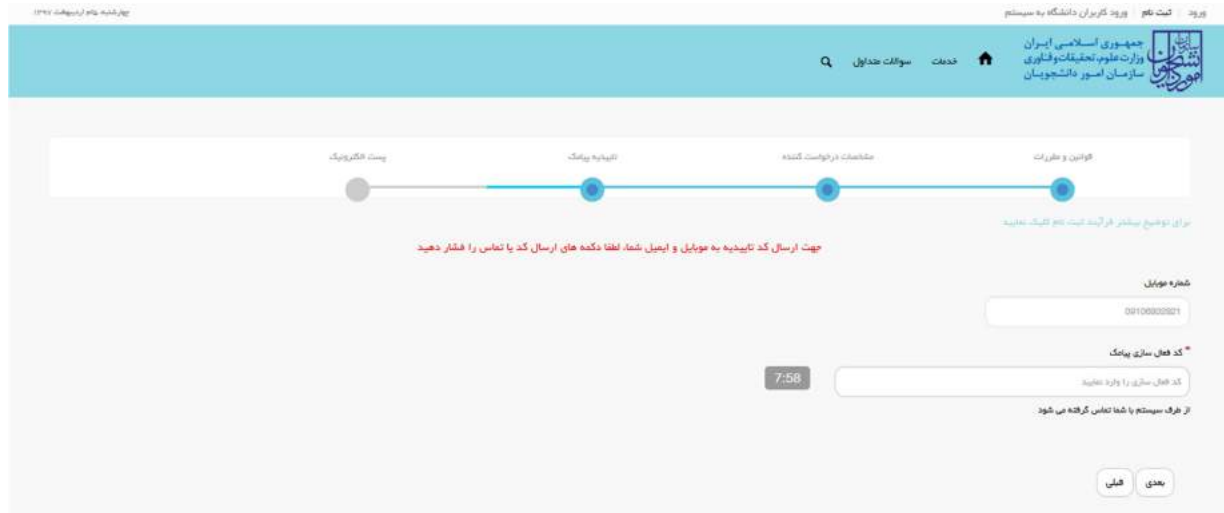 ورود | ثبت نام | ورود کاربران دانشگاه به سیستم
چهارشنبه پنجم اردیبهشت ۱۳۹۷
سازمان امور دانشجویان
جمهوری اسلامی ایران
وزارت علوم، تحقیقات و فناوری
سازمان امور دانشجویان
خدمات سوالات متداول
قوانین و مقررات مشخصات درخواست کننده تاییدیه پیامک پست الکترونیک
برای توضیح بیشتر فرآیند ثبت نام کلیک نمایید
جهت ارسال کد تاییدیه به موبایل و ایمیل شما، لطفا دکمه های ارسال کد یا تماس را فشار دهید
شماره موبایل
* کد فعال سازی پیامک
کد فعال سازی را وارد نمایید
7:58
از طرف سیستم با شما تماس گرفته می شود
بعدی قبلی